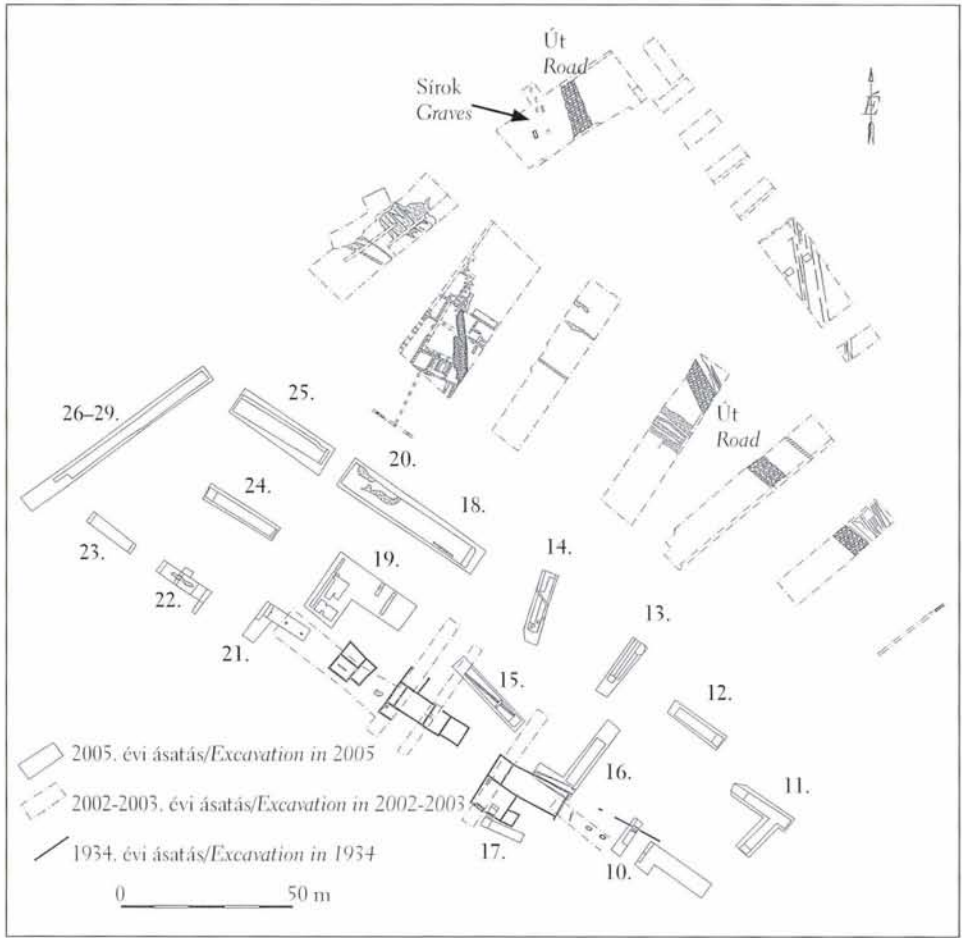 Út
Road
Sírok
Graves
É
26–29.
25.
20.
18.
24.
23.
22.
19.
14.
13.
21.
15.
12.
16.
11.
17.
10.
Út
Road
2005. évi ásatás/Excavation in 2005
2002-2003. évi ásatás/Excavation in 2002-2003
1934. évi ásatás/Excavation in 1934
0 50 m